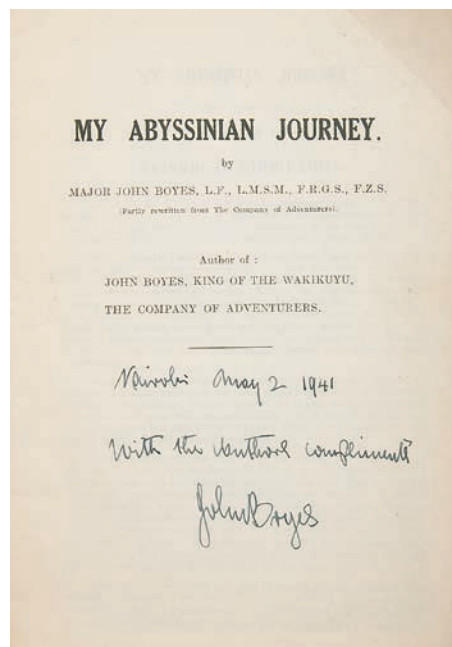 MY ABYSSINIAN JOURNEY.
by
MAJOR JOHN BOYES, L.F., L.M.S.M., F.R.G.S., F.Z.S.
(Partly rewritten from The Company of Adventurers).
Author of :
JOHN BOYES, KING OF THE WAKIKUYU,
THE COMPANY OF ADVENTURERS.
Nairobi May 2 1941
With the Authors compliments
John Boyes